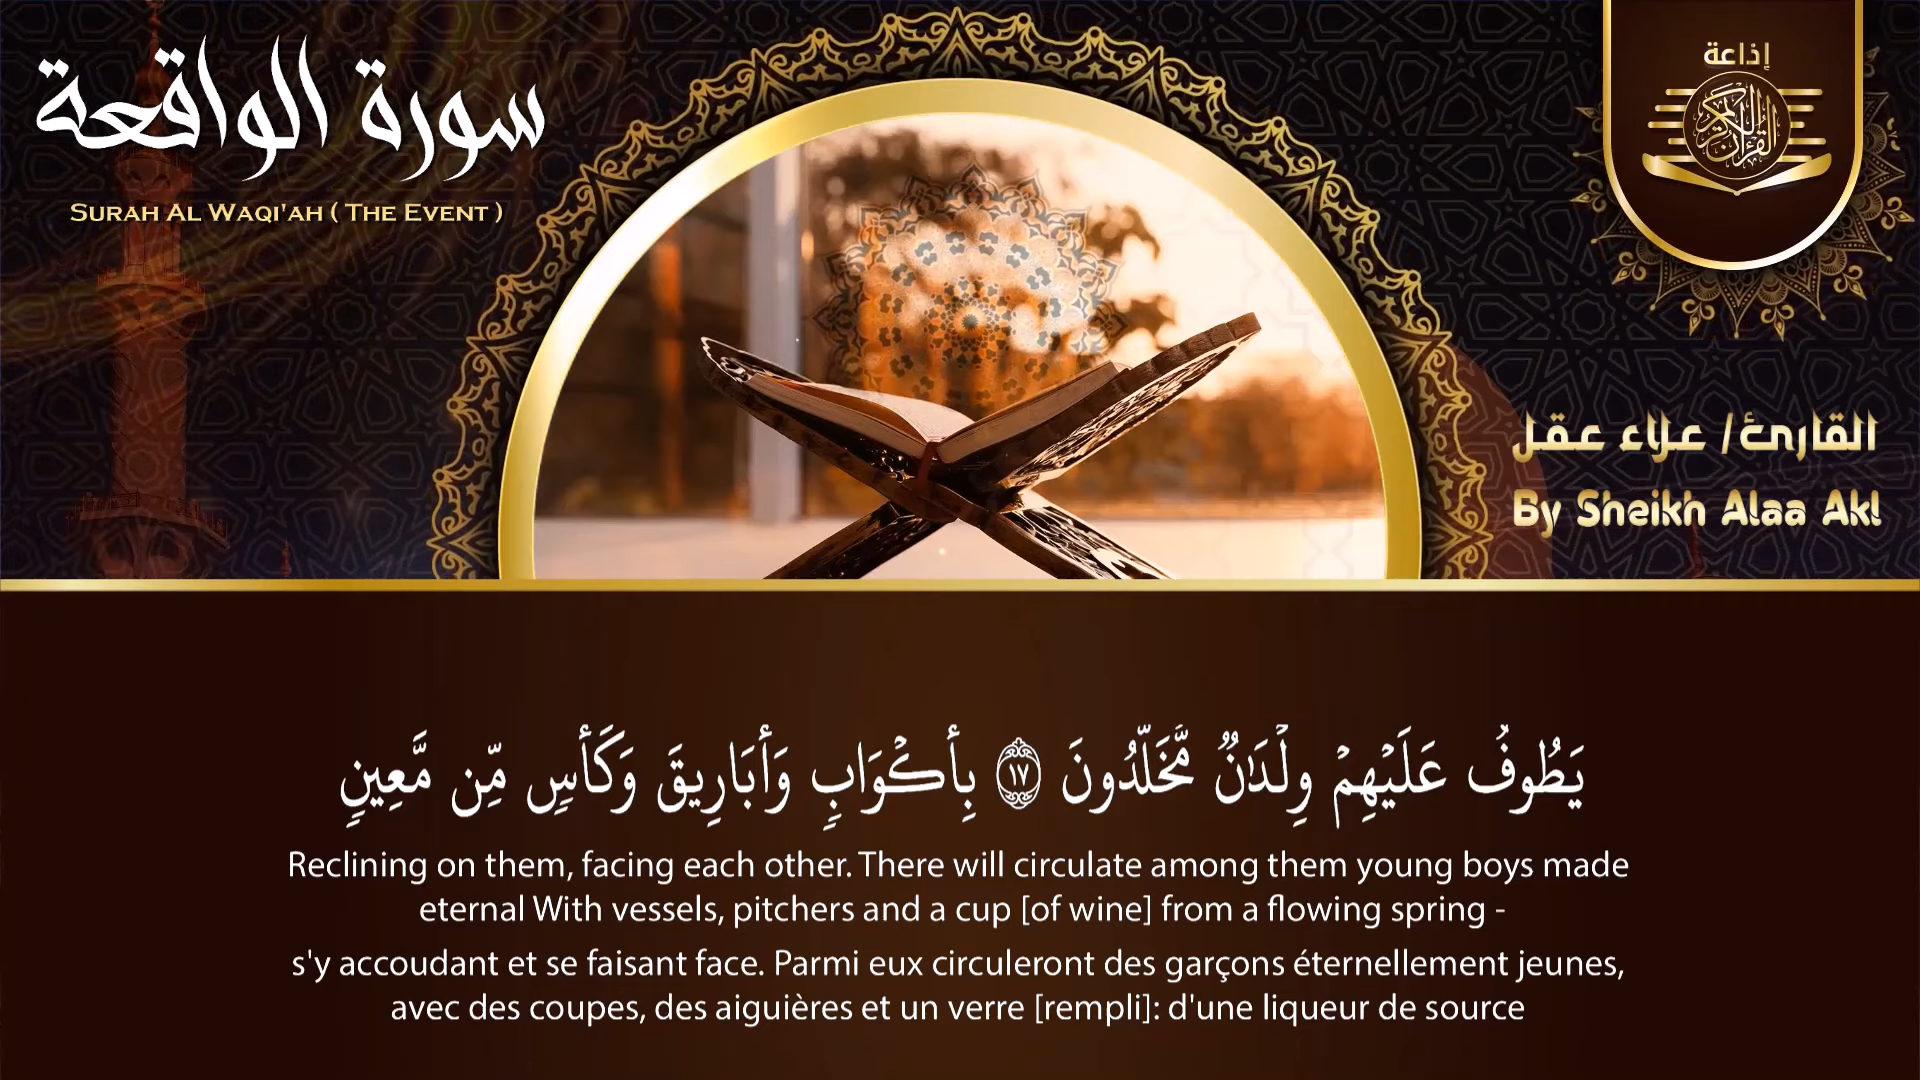 سورة الواقعة
SURAH AL WAQI'AH ( THE EVENT )
إذاعة
القرآن الكريم
القارئ/ علاء عقل
By Sheikh Alaa Akl
يَطُوفُ عَلَيْهِمْ وِلْدَٰنٌ مُّخَلَّدُونَ ١٧ بِأَكْوَابٍ وَأَبَارِيقَ وَكَأْسٍ مِّن مَّعِينٍ
Reclining on them, facing each other. There will circulate among them young boys made
eternal With vessels, pitchers and a cup [of wine] from a flowing spring -
s'y accoudant et se faisant face. Parmi eux circuleront des garçons éternellement jeunes,
avec des coupes, des aiguières et un verre [rempli]: d'une liqueur de source